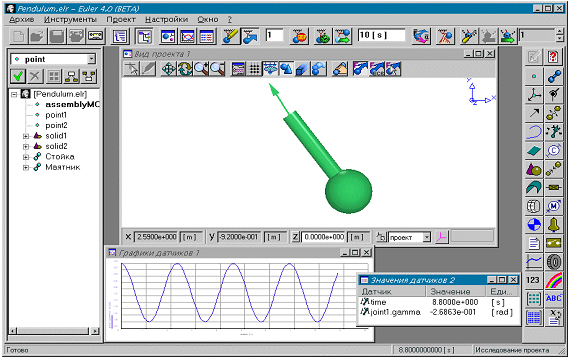 Pendulum.elr - Euler 4.0 (BETA)
Архив Инструменты Проект Настройки Окно ?
1
10 [ s ]
1
point
[Pendulum.elr]
assemblyMC
point1
point2
solid1
solid2
Стойка
Маятник
Вид проекта 1
Y
Z
X
X 2.5900e+000 [ m ] Y -9.2000e-001 [ m ] Z 0.0000e+000 [ m ] проект
Графики датчиков 1
Значения датчиков 2
Датчик Значение Еди...
time 8.8000e+000 [ s ]
joint1.gamma -2.6863e-001 [ rad ]
123
ABC
Готово
8.8000000000 [ s ]
Исследование проекта